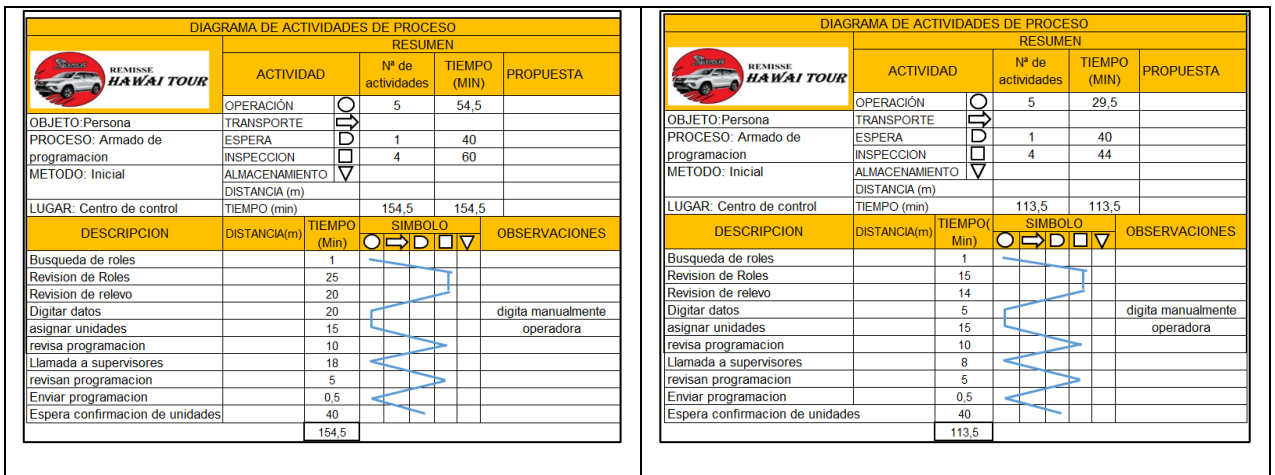 DIAGRAMA DE ACTIVIDADES DE PROCESO
RESUMEN
REMISSE
HAWAI TOUR
ACTIVIDAD Nª de actividades TIEMPO (MIN) PROPUESTA
OPERACIÓN 5 54,5
OBJETO:Persona TRANSPORTE
PROCESO: Armado de ESPERA 1 40
programacion INSPECCION 4 60
METODO: Inicial ALMACENAMIENTO
DISTANCIA (m)
LUGAR: Centro de control TIEMPO (min) 154,5 154,5
DESCRIPCION DISTANCIA(m) TIEMPO (Min) SIMBOLO OBSERVACIONES
Busqueda de roles 1
Revision de Roles 25
Revision de relevo 20
Digitar datos 20 digita manualmente
asignar unidades 15 operadora
revisa programacion 10
Llamada a supervisores 18
revisan programacion 5
Enviar programacion 0,5
Espera confirmacion de unidades 40
154,5
DIAGRAMA DE ACTIVIDADES DE PROCESO
RESUMEN
REMISSE
HAWAI TOUR
ACTIVIDAD Nª de actividades TIEMPO (MIN) PROPUESTA
OPERACIÓN 5 29,5
OBJETO:Persona TRANSPORTE
PROCESO: Armado de ESPERA 1 40
programacion INSPECCION 4 44
METODO: Inicial ALMACENAMIENTO
DISTANCIA (m)
LUGAR: Centro de control TIEMPO (min) 113,5 113,5
DESCRIPCION DISTANCIA(m) TIEMPO( Min) SIMBOLO OBSERVACIONES
Busqueda de roles 1
Revision de Roles 15
Revision de relevo 14
Digitar datos 5 digita manualmente
asignar unidades 15 operadora
revisa programacion 10
Llamada a supervisores 8
revisan programacion 5
Enviar programacion 0,5
Espera confirmacion de unidades 40
113,5